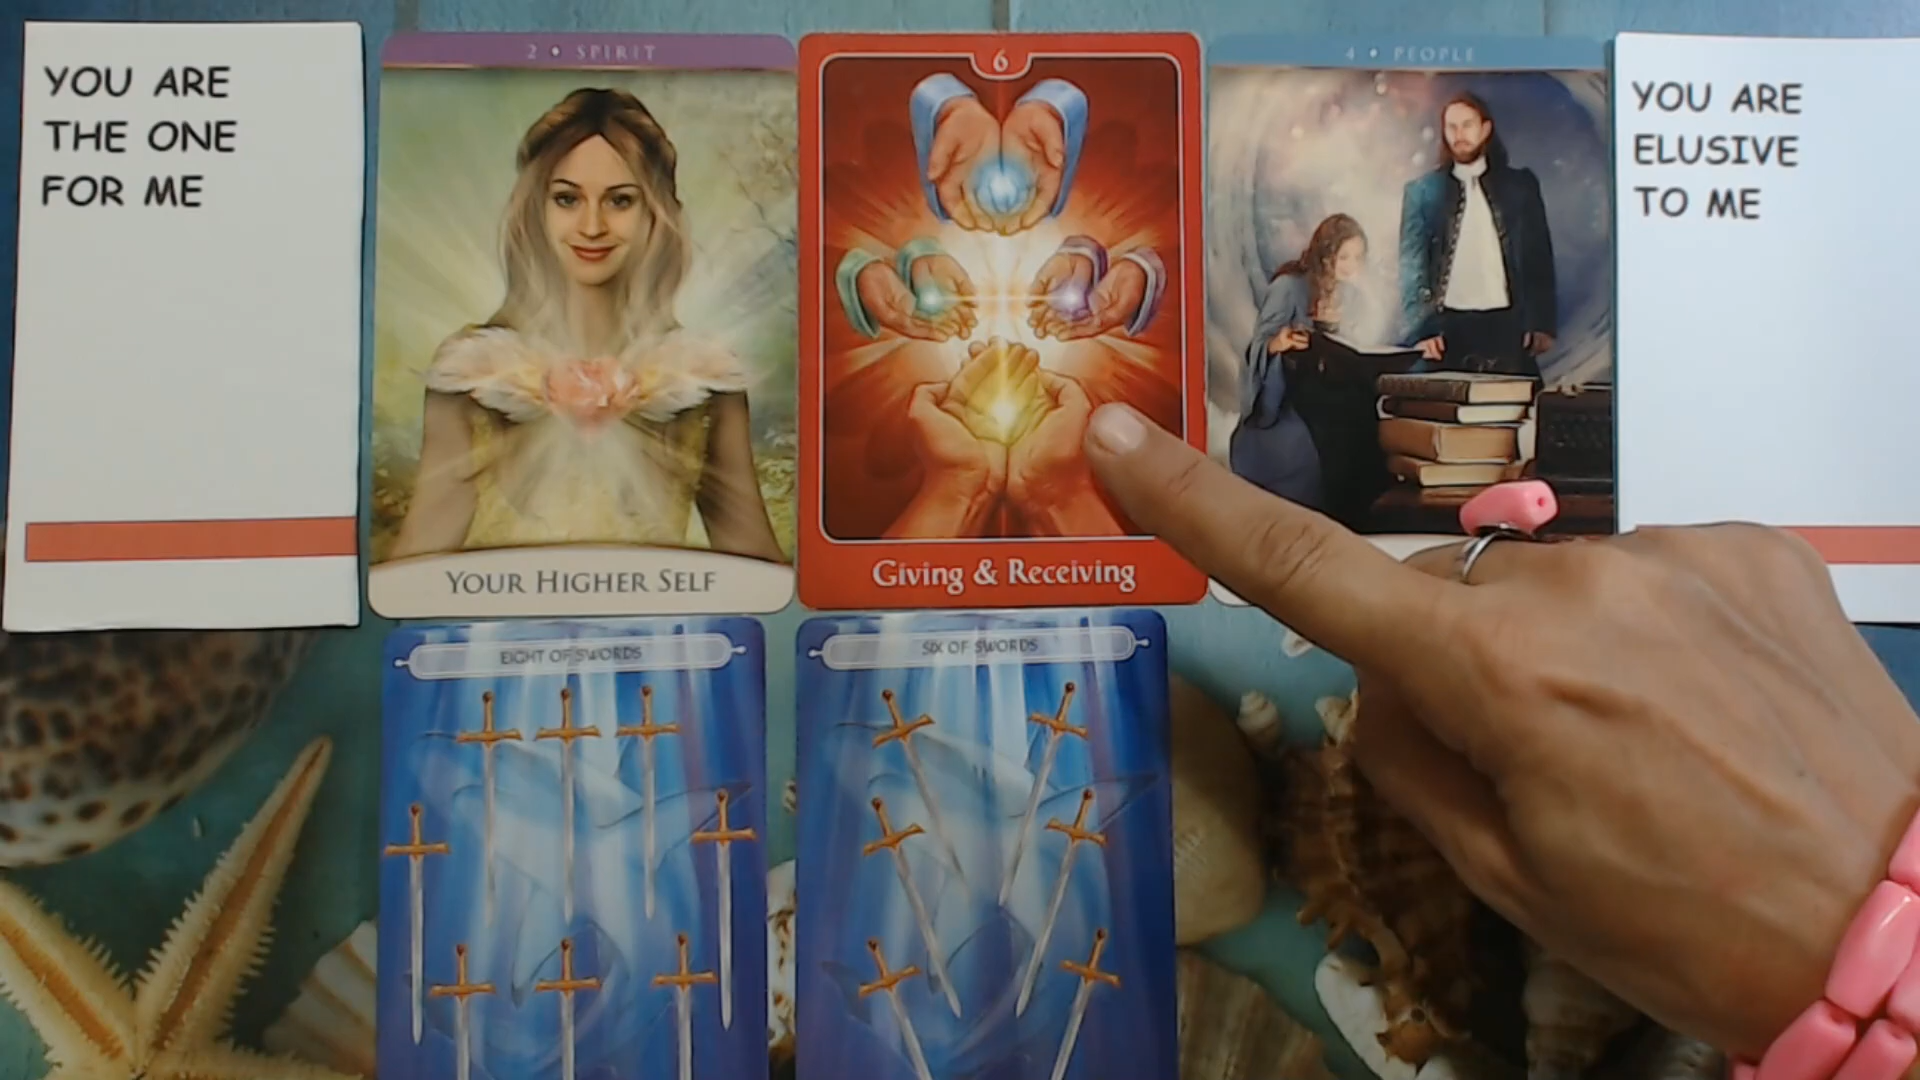 YOU ARE
THE ONE
FOR ME
2 • SPIRIT
YOUR HIGHER SELF
6
Giving & Receiving
4 • PEOPLE
YOU ARE
ELUSIVE
TO ME
EIGHT OF SWORDS
SIX OF SWORDS